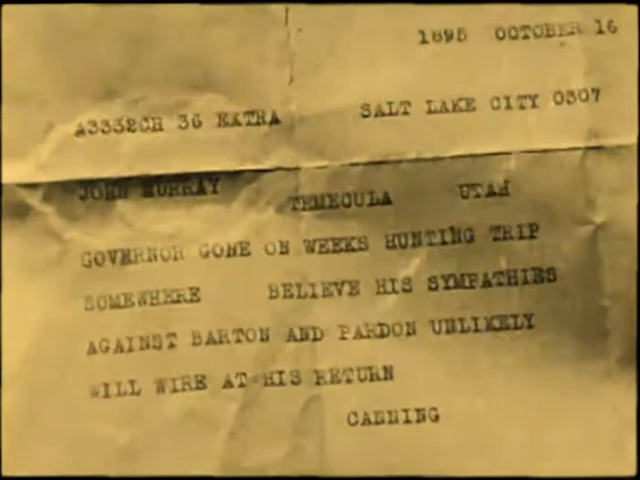 1895 OCTOBER 16
A3352CH 36 EXTRA SALT LAKE CITY 0307
JOHN MURRAY TEMECULA UTAH
GOVERNOR GONE ON WEEKS HUNTING TRIP
SOMEWHERE BELIEVE HIS SYMPATHIES
AGAINST BARTON AND PARDON UNLIKELY
WILL WIRE AT HIS RETURN
CANNING